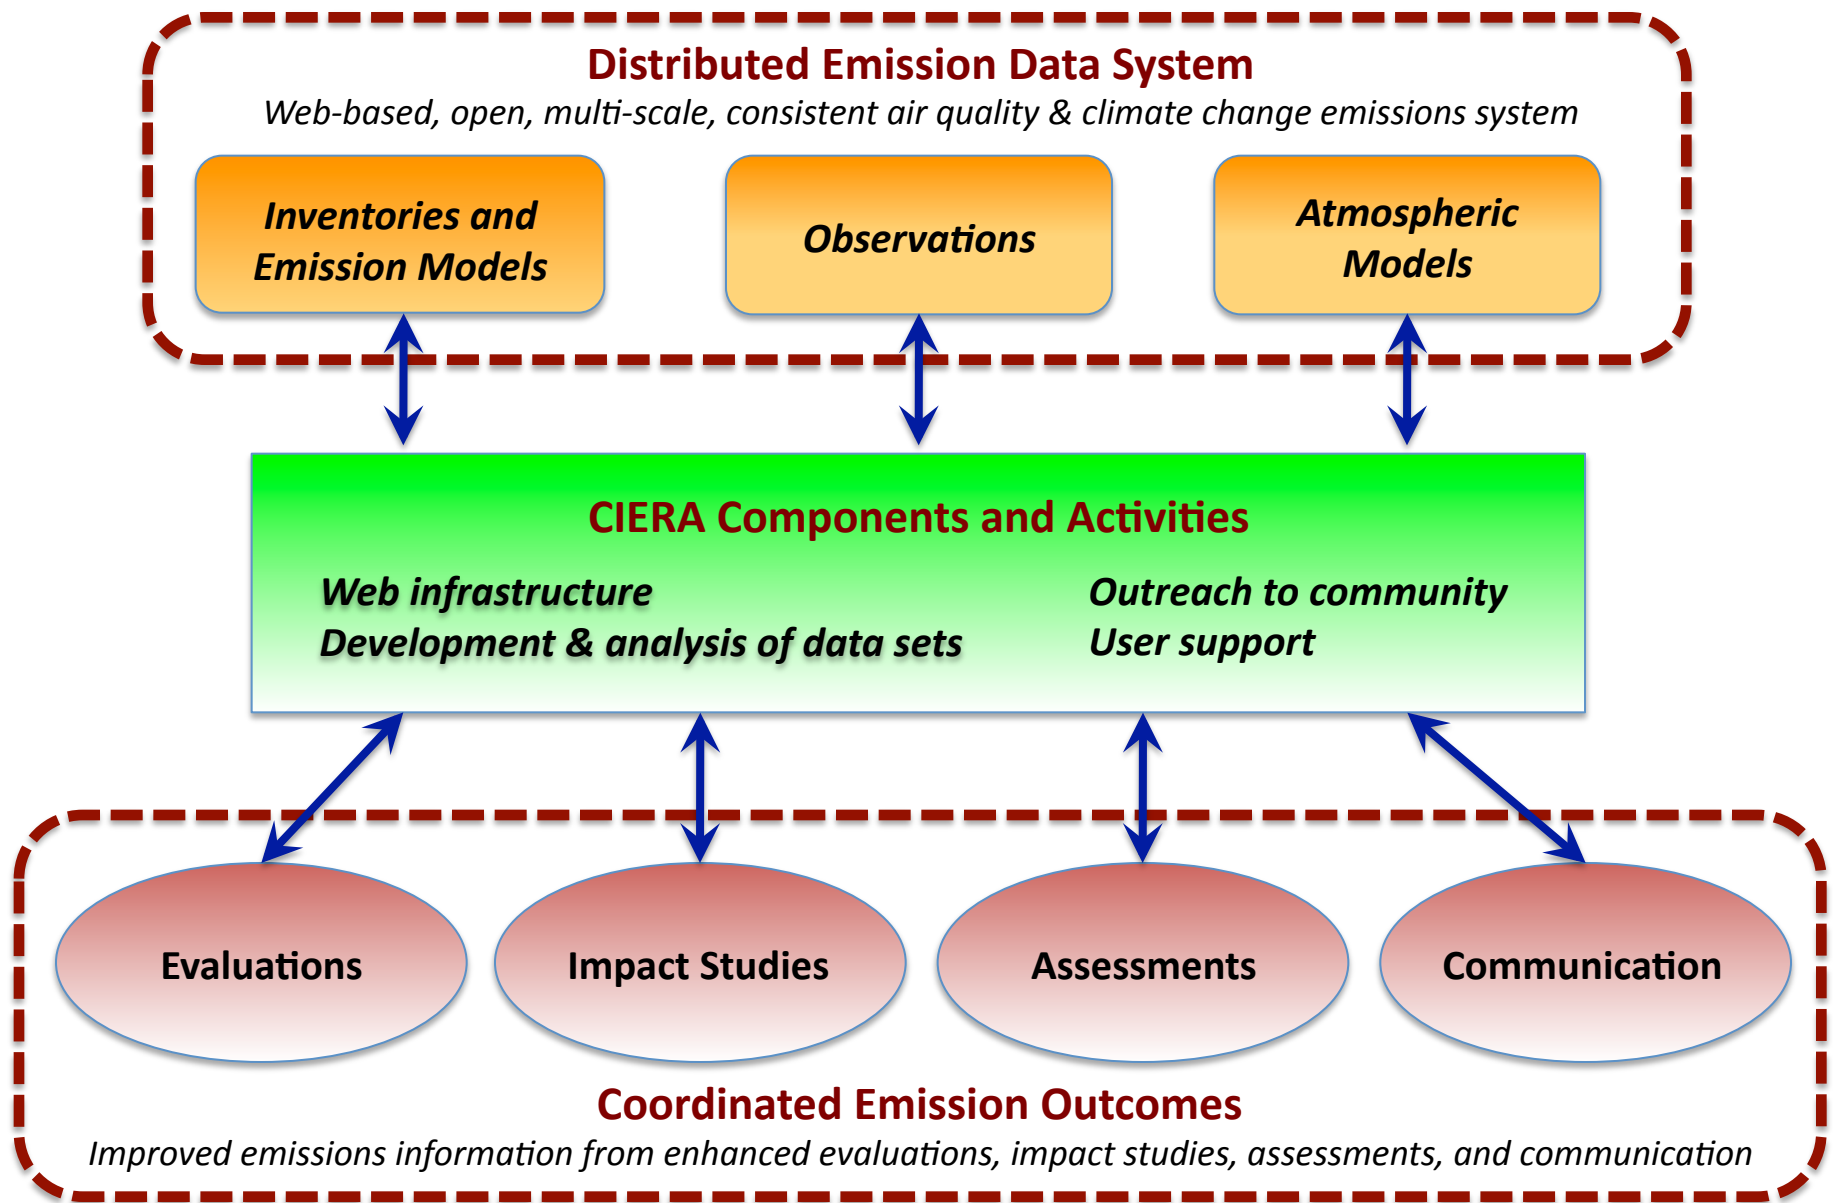 Distributed Emission Data System
Web-based, open, multi-scale, consistent air quality & climate change emissions system
Inventories and
Emission Models
Observations
Atmospheric
Models
CIERA Components and Activities
Web infrastructure
Development & analysis of data sets
Outreach to community
User support
Evaluations
Impact Studies
Assessments
Communication
Coordinated Emission Outcomes
Improved emissions information from enhanced evaluations, impact studies, assessments, and communication